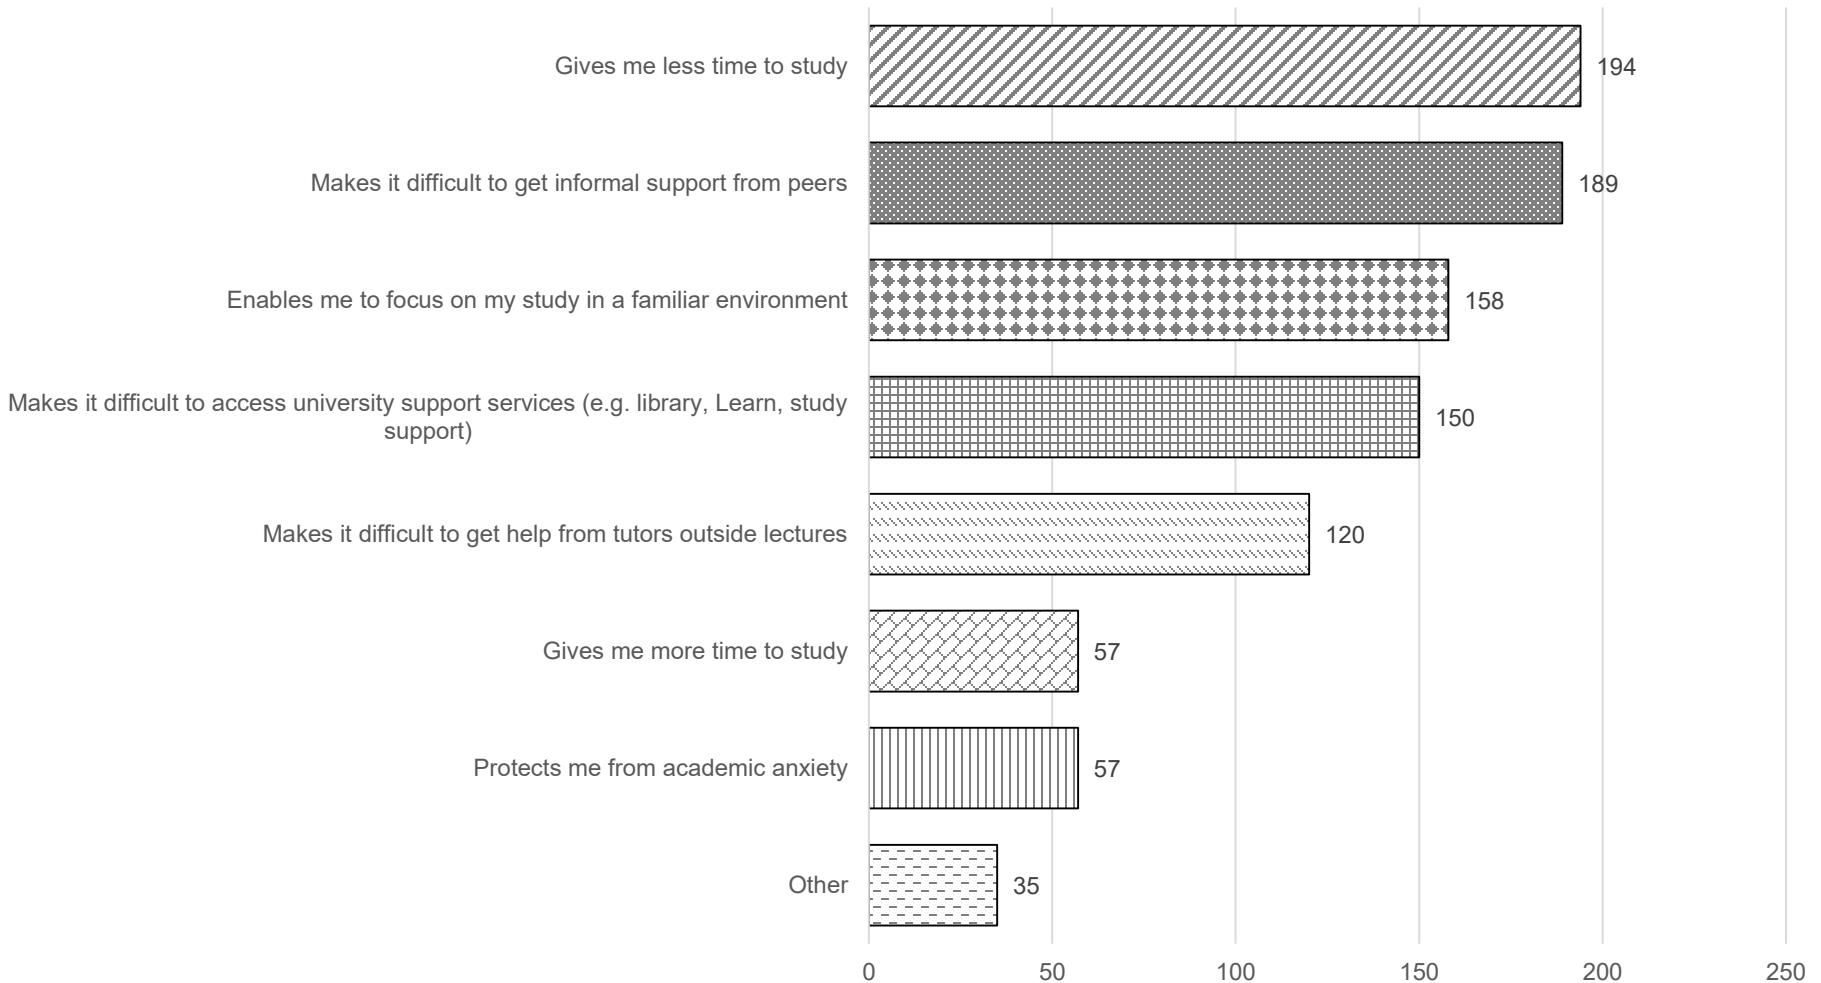 Gives me less time to study
194
Makes it difficult to get informal support from peers
189
Enables me to focus on my study in a familiar environment
158
Makes it difficult to access university support services (e.g. library, Learn, study
support)
150
Makes it difficult to get help from tutors outside lectures
120
Gives me more time to study
57
Protects me from academic anxiety
57
Other
35
0 50 100 150 200 250